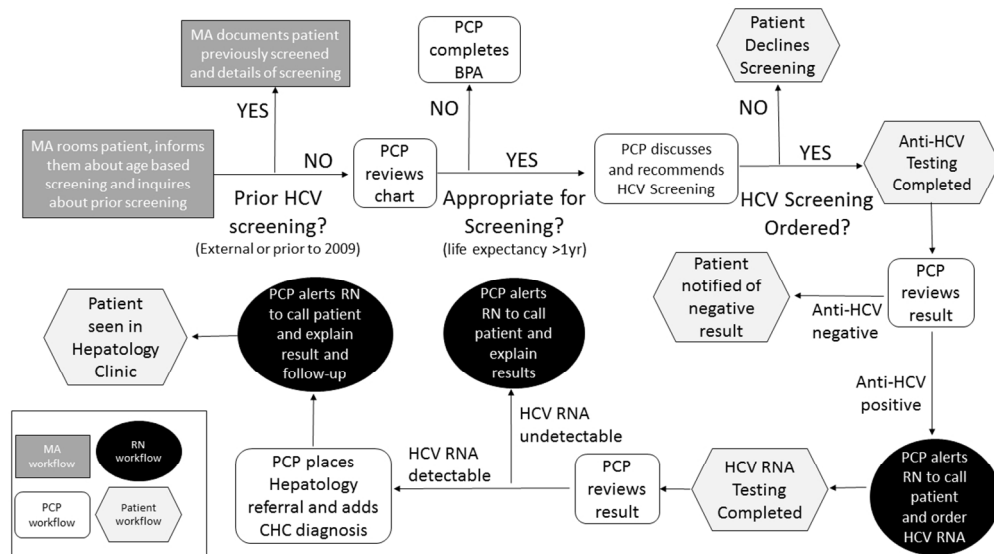 MA documents patient
previously screened
and details of screening
PCP
completes
BPA
Patient
Declines
Screening
YES
NO
NO
MA rooms patient, informs
them about age based
screening and inquires
about prior screening
NO
PCP
reviews
chart
YES
PCP discusses
and recommends
HCV Screening
YES
Anti-HCV
Testing
Completed
Prior HCV
screening?
(External or prior to 2009)
Appropriate for
Screening?
(life expectancy >1yr)
HCV Screening
Ordered?
Patient
seen in
Hepatology
Clinic
PCP alerts RN
to call patient
and explain
result and
follow-up
PCP alerts
RN to call
patient and
explain
results
Patient
notified of
negative
result
Anti-HCV
negative
PCP
reviews
result
Anti-HCV
positive
MA
workflow
RN
workflow
PCP
workflow
Patient
workflow
PCP places
Hepatology
referral and adds
CHC diagnosis
HCV RNA
detectable
HCV RNA
undetectable
PCP
reviews
result
HCV RNA
Testing
Completed
PCP alerts
RN to call
patient
and order
HCV RNA